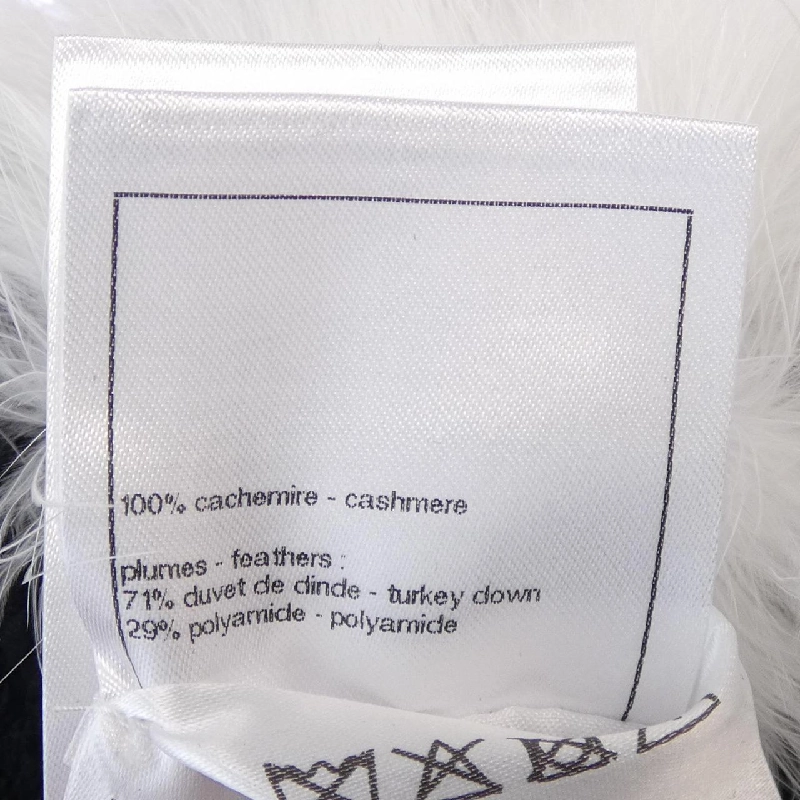 100% cachemire - cashmere
plumes - feathers :
71% duvet de dinde - turkey down
29% polyamide - polyamide